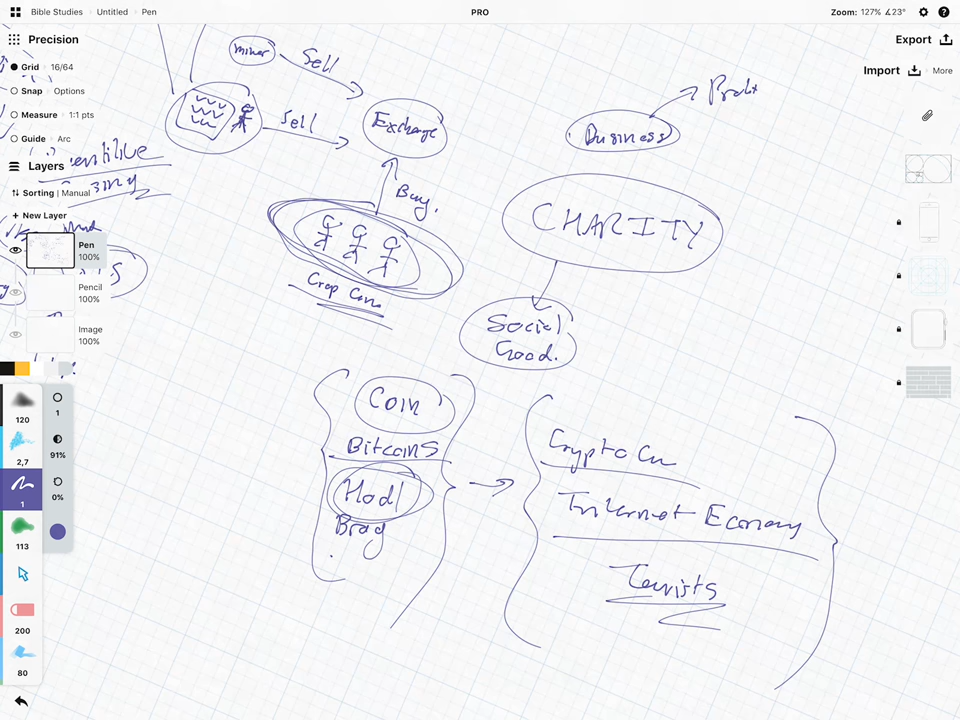 Bible Studies
Untitled
Pen
PRO
Zoom: 127% ∡23°
Precision
Export
Grid 16/64
Import
More
Snap Options
Measure 1:1 pts
Guide Arc
Layers
Sorting | Manual
+ New Layer
Pen
100%
Pencil
100%
Image
100%
120
2,7
1
113
200
80
1
91%
0%
miner
Sell
Sell
Exchange
Buy.
Business
CHARITY
Social
Good.
Coin
Bitcoins
Hodl
Brag
Crypto Cu
Internet Economy
Tourists